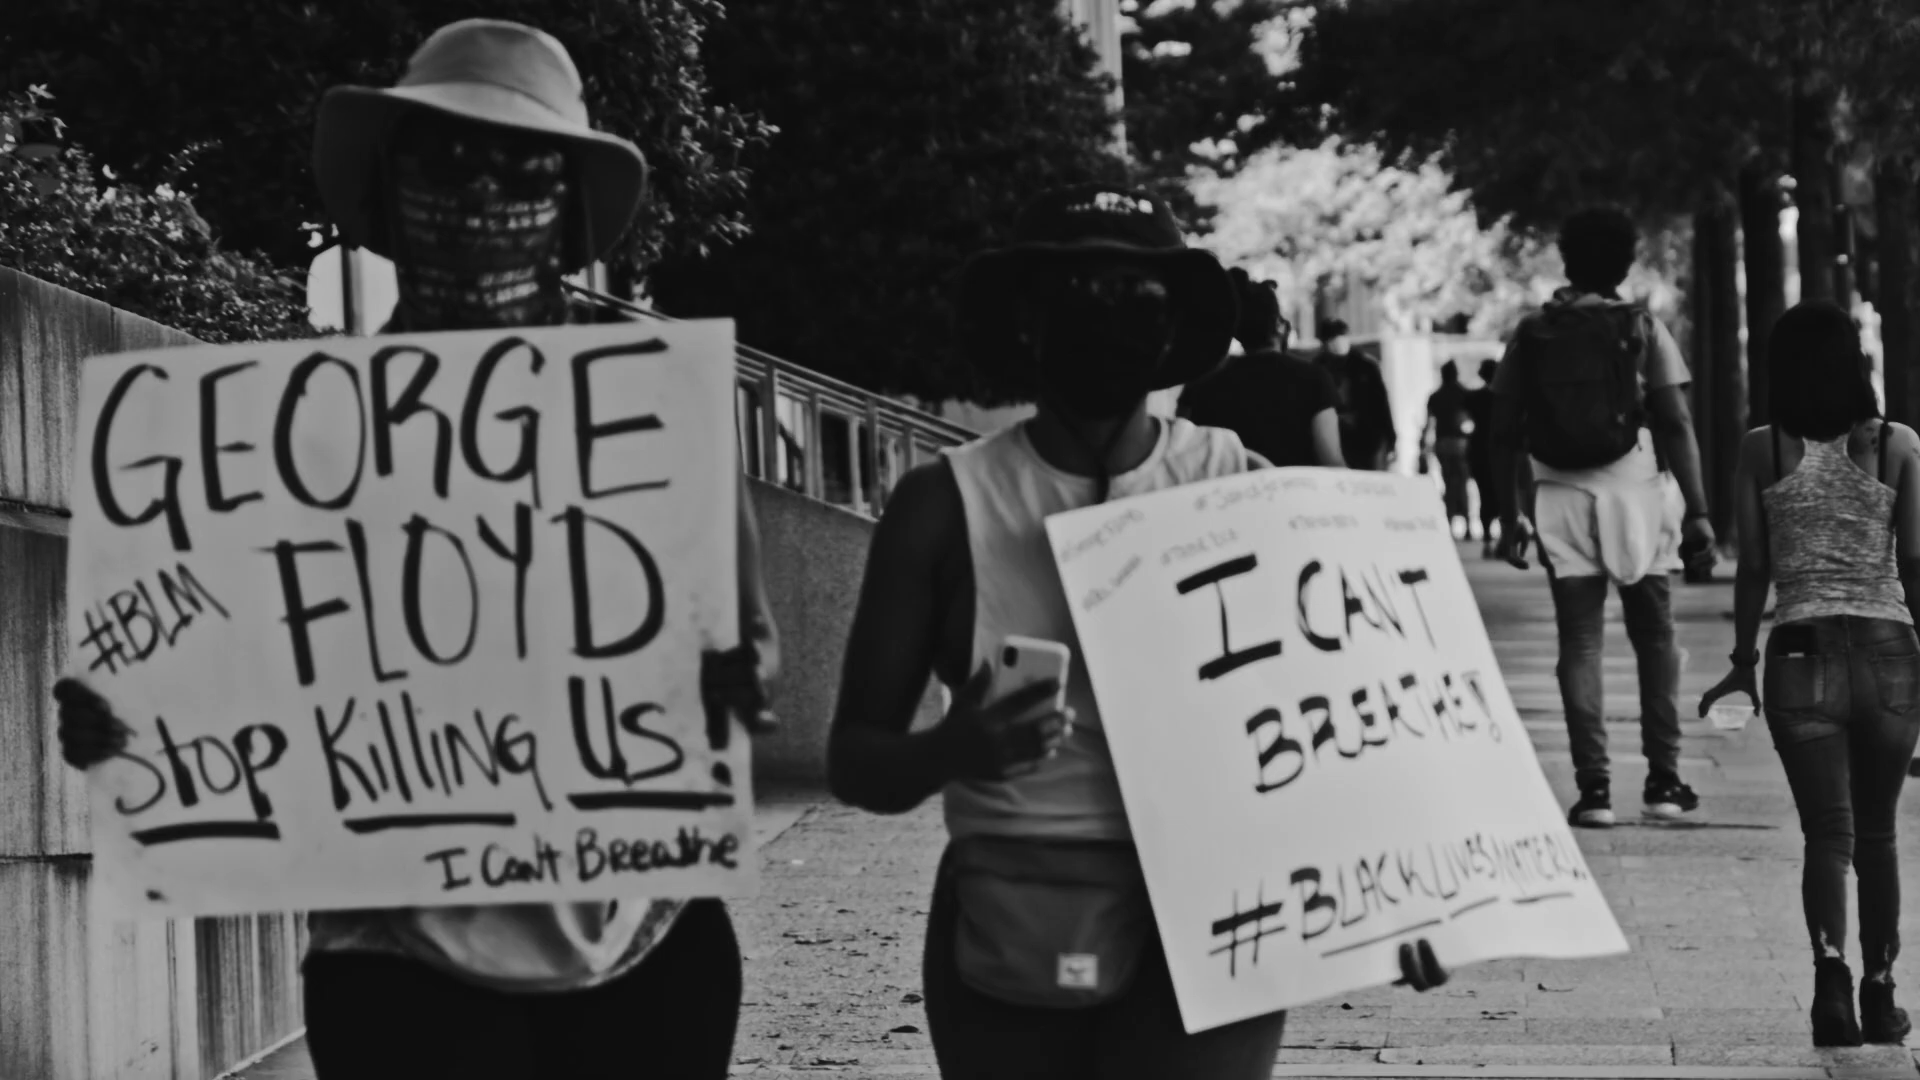 GEORGE
FLOYD
#BLM
Stop Killing Us!
I Can't Breathe
I CAN'T
BREATHE!
#BLACKLIVESMATTER!!